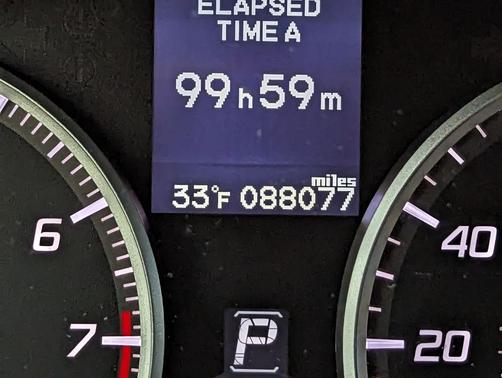 ELAPSED
TIME A
99h59m
miles
33°F 088077
6
7
P
40
20